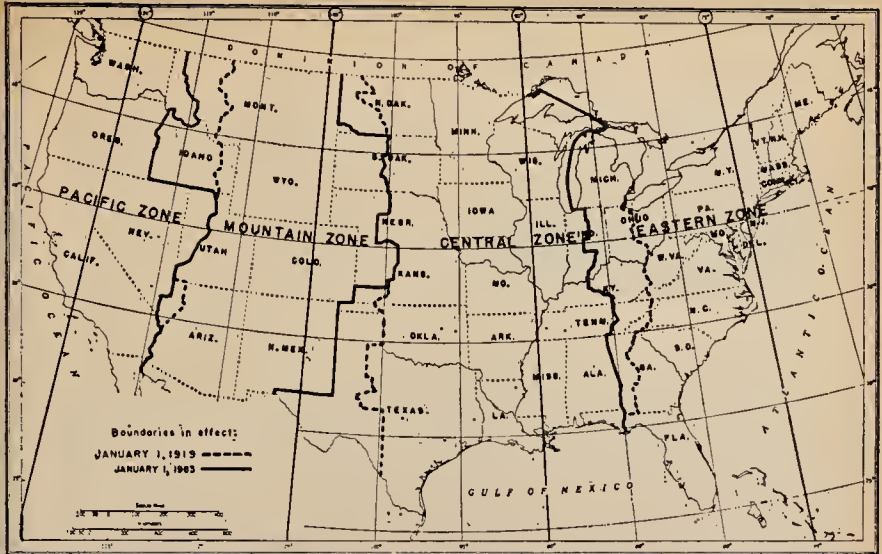 DOMINION OF CANADA
WASH.
MONT.
N. DAK.
MINN.
ME.
OREG.
IDAHO
S. DAK.
WIS.
MICH.
VT.
N.H.
N.Y.
MASS.
CONN.
WYO.
PACIFIC ZONE
MOUNTAIN ZONE
CENTRAL ZONE
EASTERN ZONE
NEBR.
IOWA
ILL.
IND.
OHIO
PA.
N.J.
MD.
DEL.
NEV.
UTAH
COLO.
KANS.
MO.
KY.
W.VA.
VA.
CALIF.
ARIZ.
N. MEX.
OKLA.
ARK.
TENN.
N.C.
S.C.
MISS.
ALA.
GA.
TEXAS
LA.
FLA.
PACIFIC OCEAN
ATLANTIC OCEAN
GULF OF MEXICO
Boundaries in effect:
JANUARY 1, 1919
JANUARY 1, 1963